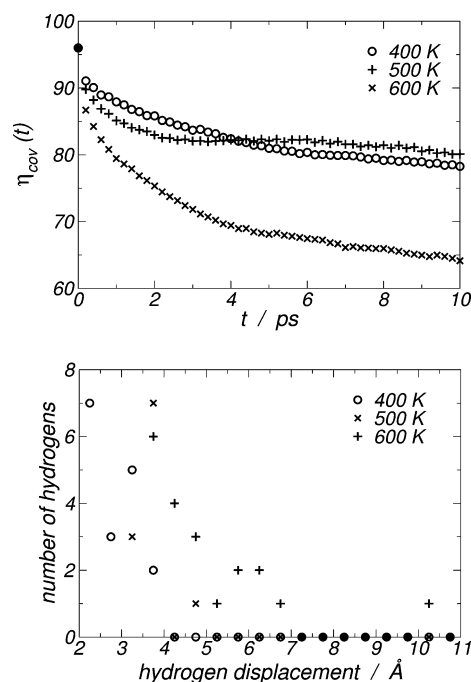 100
90
80
70
60
η_cov (t)
400 K
500 K
600 K
0 2 4 6 8 10
t / ps
8
6
4
2
0
number of hydrogens
400 K
500 K
600 K
2 3 4 5 6 7 8 9 10 11
hydrogen displacement / Å